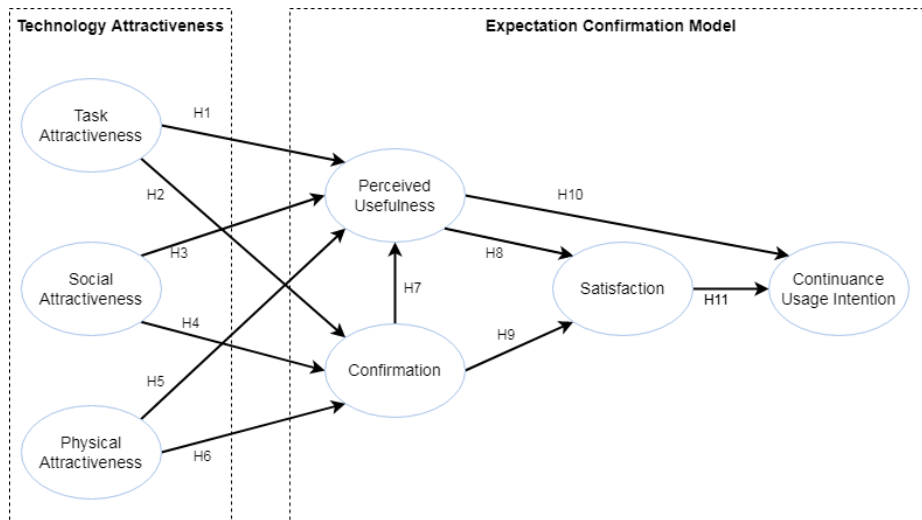 Technology Attractiveness
Expectation Confirmation Model
Task
Attractiveness
H1
H2
Perceived
Usefulness
H10
H3
H8
Social
Attractiveness
H7
Satisfaction
Continuance
Usage Intention
H11
H4
H9
Confirmation
H5
Physical
Attractiveness
H6